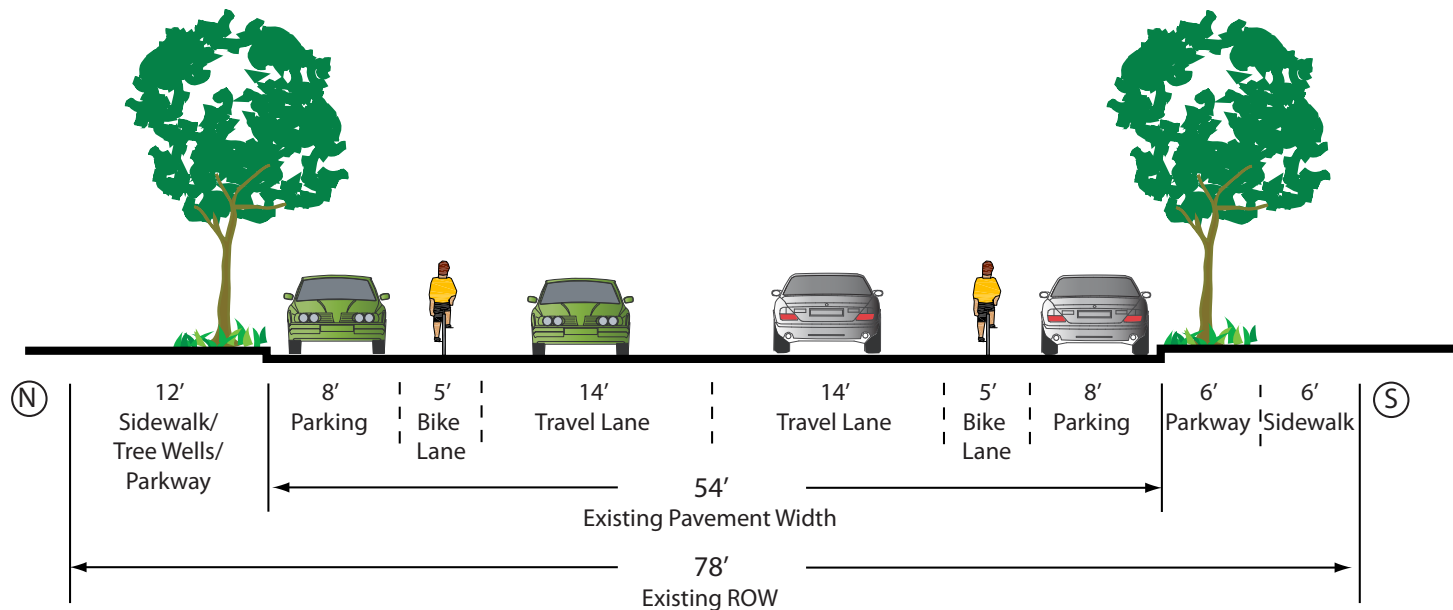 N
12’
Sidewalk/
Tree Wells/
Parkway
8’
Parking
5’
Bike
Lane
14’
Travel Lane
14’
Travel Lane
5’
Bike
Lane
8’
Parking
6’
Parkway
6’
Sidewalk
S
54’
Existing Pavement Width
78’
Existing ROW